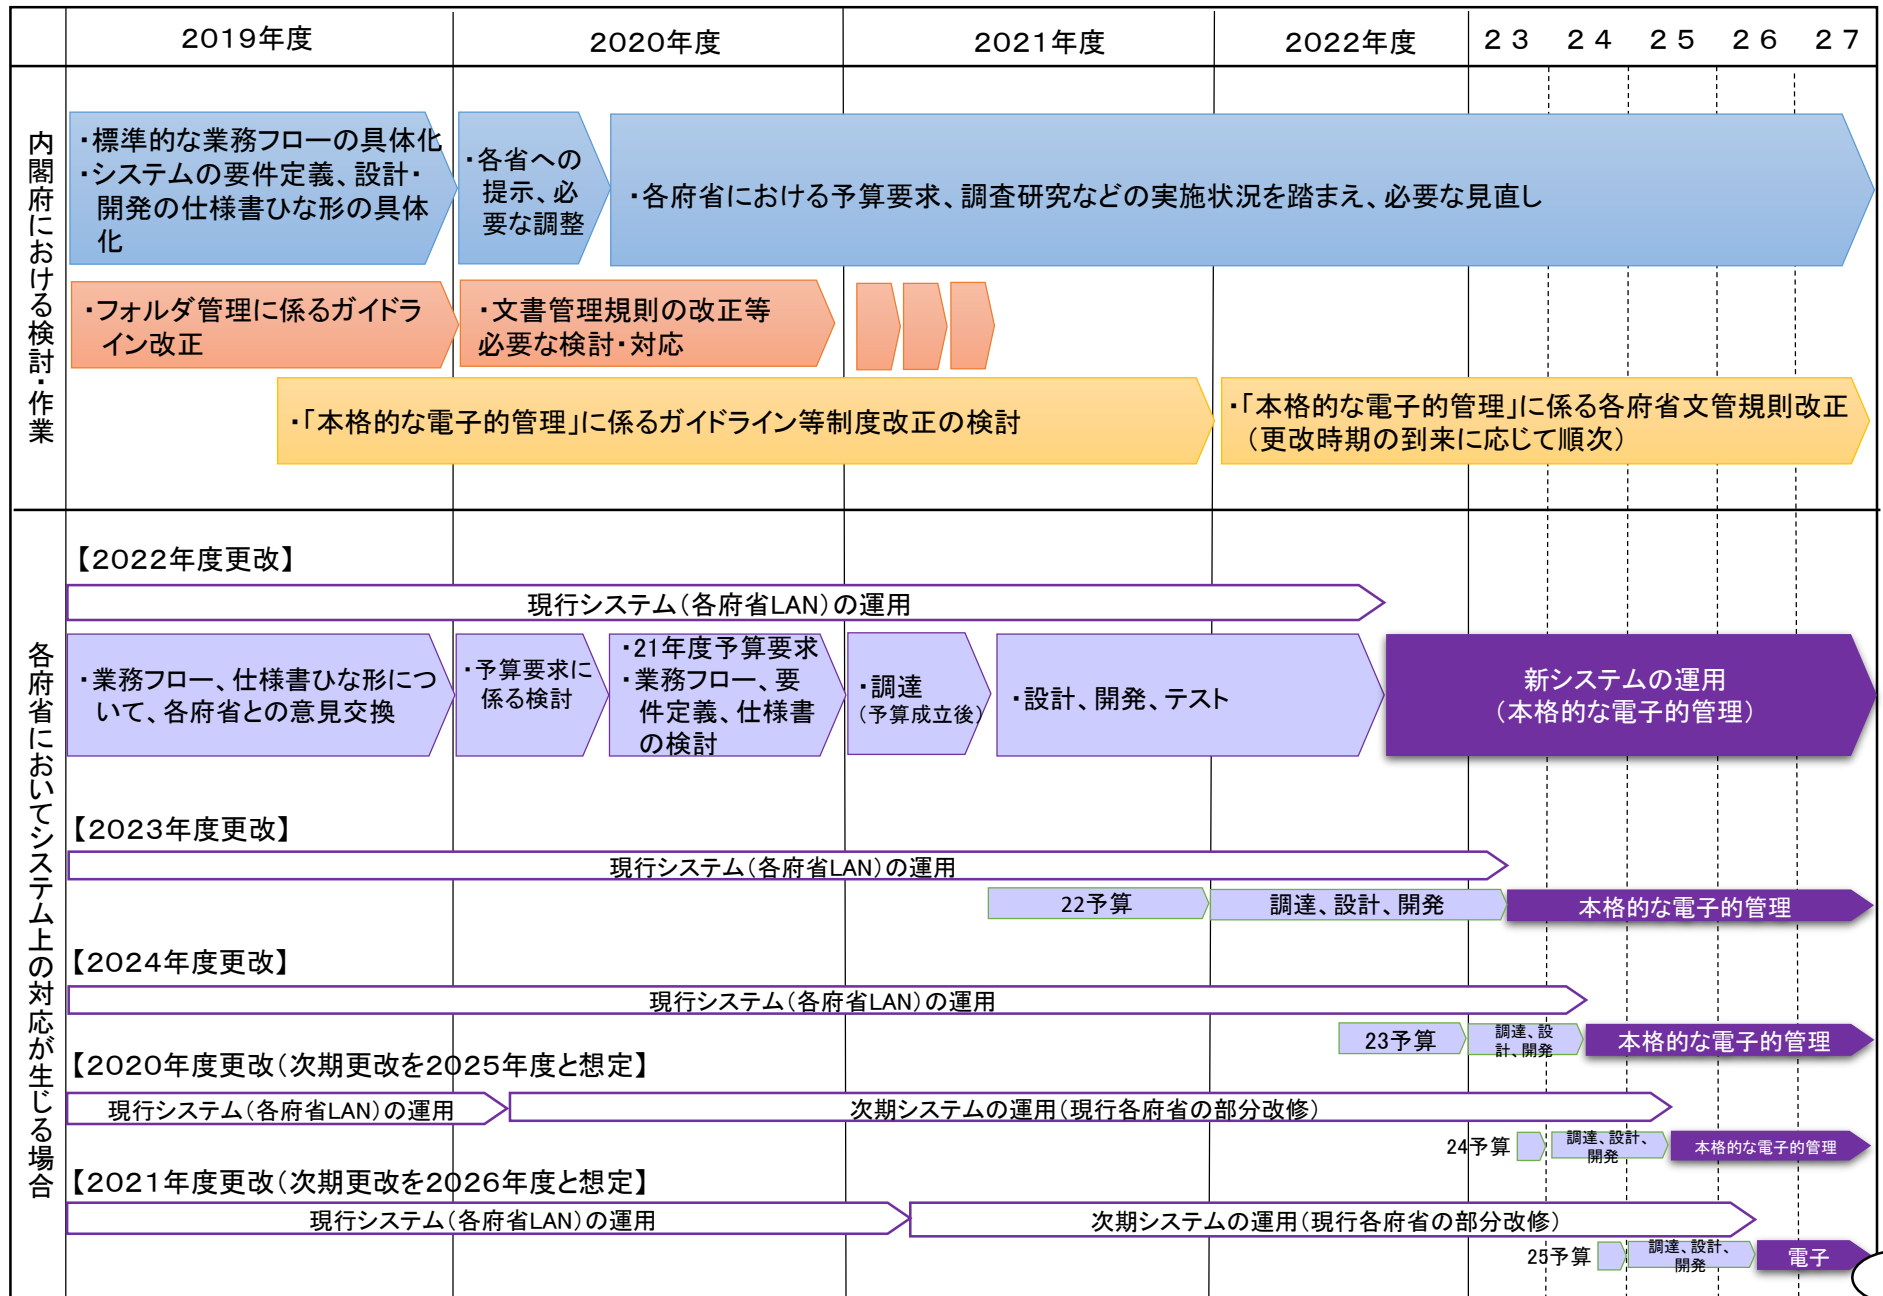 2019年度
2020年度
2021年度
2022年度
２３
２４
２５
２６
２７
内閣府における検討・作業
・標準的な業務フローの具体化
・システムの要件定義、設計・
開発の仕様書ひな形の具体
化
・各省への
提示、必
要な調整
・各府省における予算要求、調査研究などの実施状況を踏まえ、必要な見直し
・フォルダ管理に係るガイドラ
イン改正
・文書管理規則の改正等
必要な検討・対応
・「本格的な電子的管理」に係るガイドライン等制度改正の検討
・「本格的な電子的管理」に係る各府省文管規則改正
（更改時期の到来に応じて順次）
各府省においてシステム上の対応が生じる場合
【2022年度更改】
現行システム（各府省LAN）の運用
・業務フロー、仕様書ひな形につ
いて、各府省との意見交換
・予算要求に
係る検討
・21年度予算要求
・業務フロー、要
件定義、仕様書
の検討
・調達
（予算成立後）
・設計、開発、テスト
新システムの運用
（本格的な電子的管理）
【2023年度更改】
現行システム（各府省LAN）の運用
22予算
調達、設計、開発
本格的な電子的管理
【2024年度更改】
現行システム（各府省LAN）の運用
23予算
調達、設
計、開発
本格的な電子的管理
【2020年度更改（次期更改を2025年度と想定】
現行システム（各府省LAN）の運用
次期システムの運用（現行各府省の部分改修）
24予算
調達、設計、
開発
本格的な電子的管理
【2021年度更改（次期更改を2026年度と想定】
現行システム（各府省LAN）の運用
次期システムの運用（現行各府省の部分改修）
25予算
調達、設計、
開発
電子